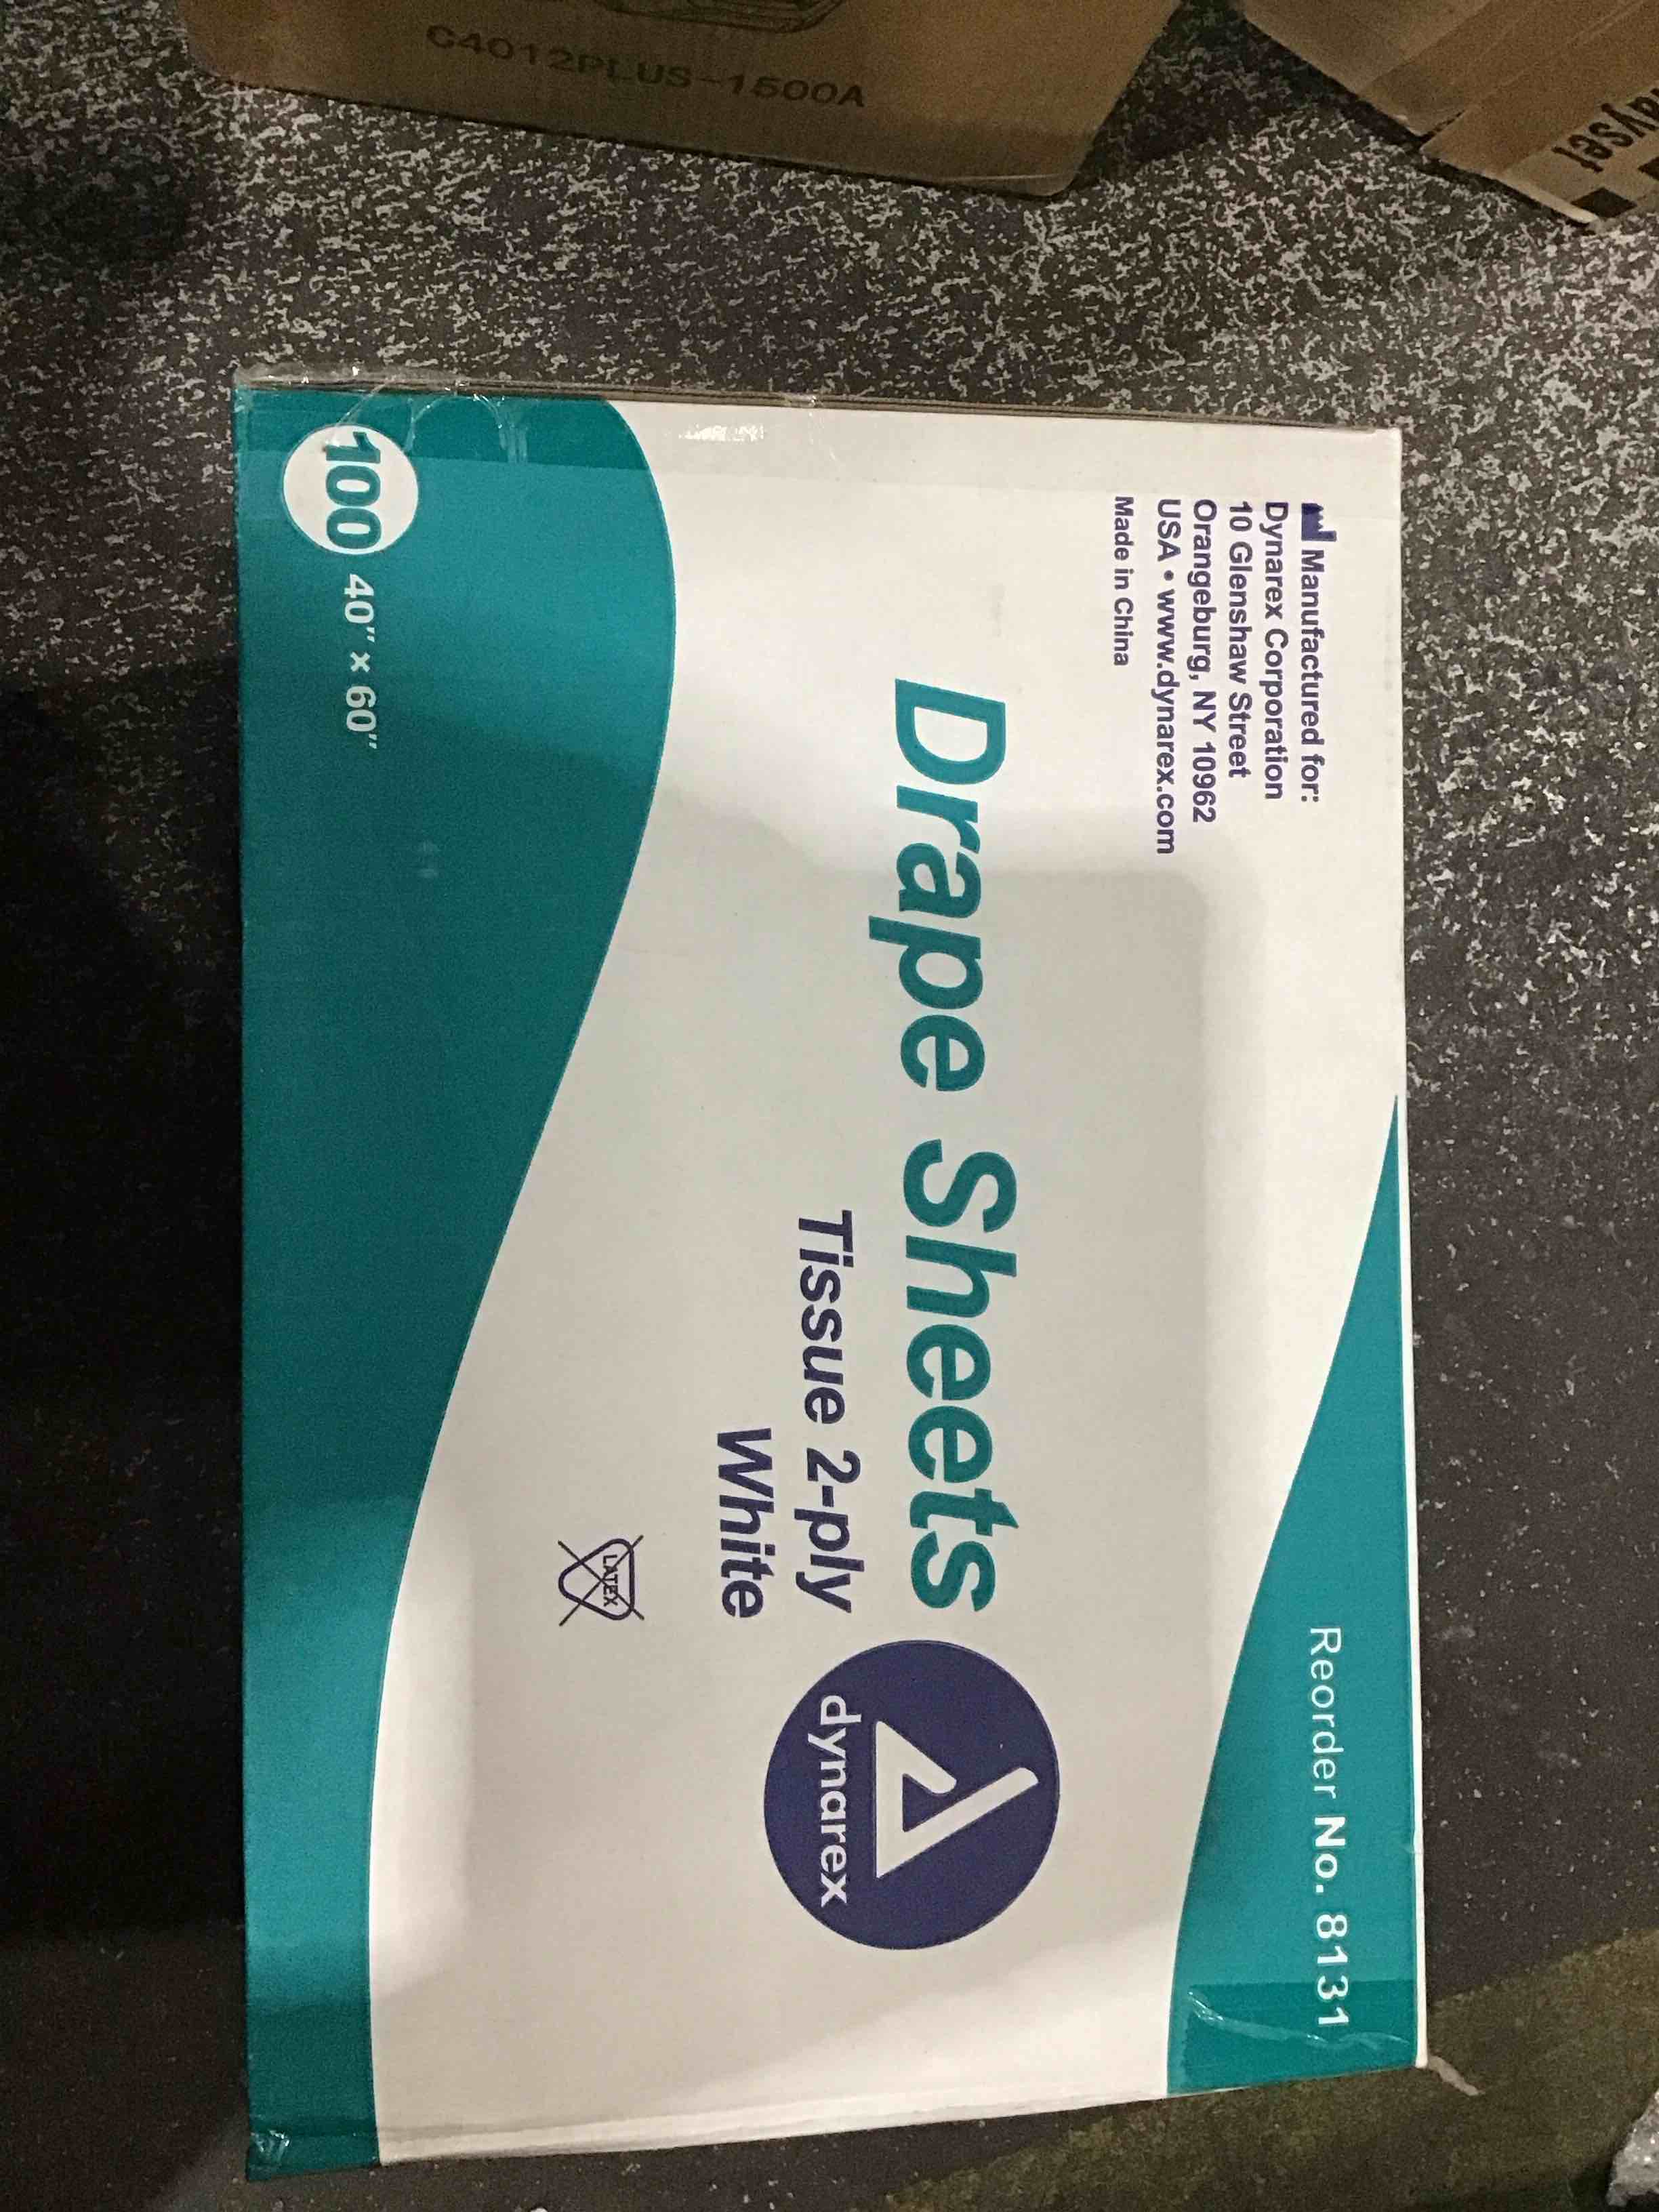 C4012PLUS-1500A
Manufactured for:
Dynarex Corporation
10 Glenshaw Street
Orangeburg, NY 10962
USA • www.dynarex.com
Made in China
Reorder No. 8131
Drape Sheets
Tissue 2-ply
White
dynarex
LATEX
100 40" x 60"